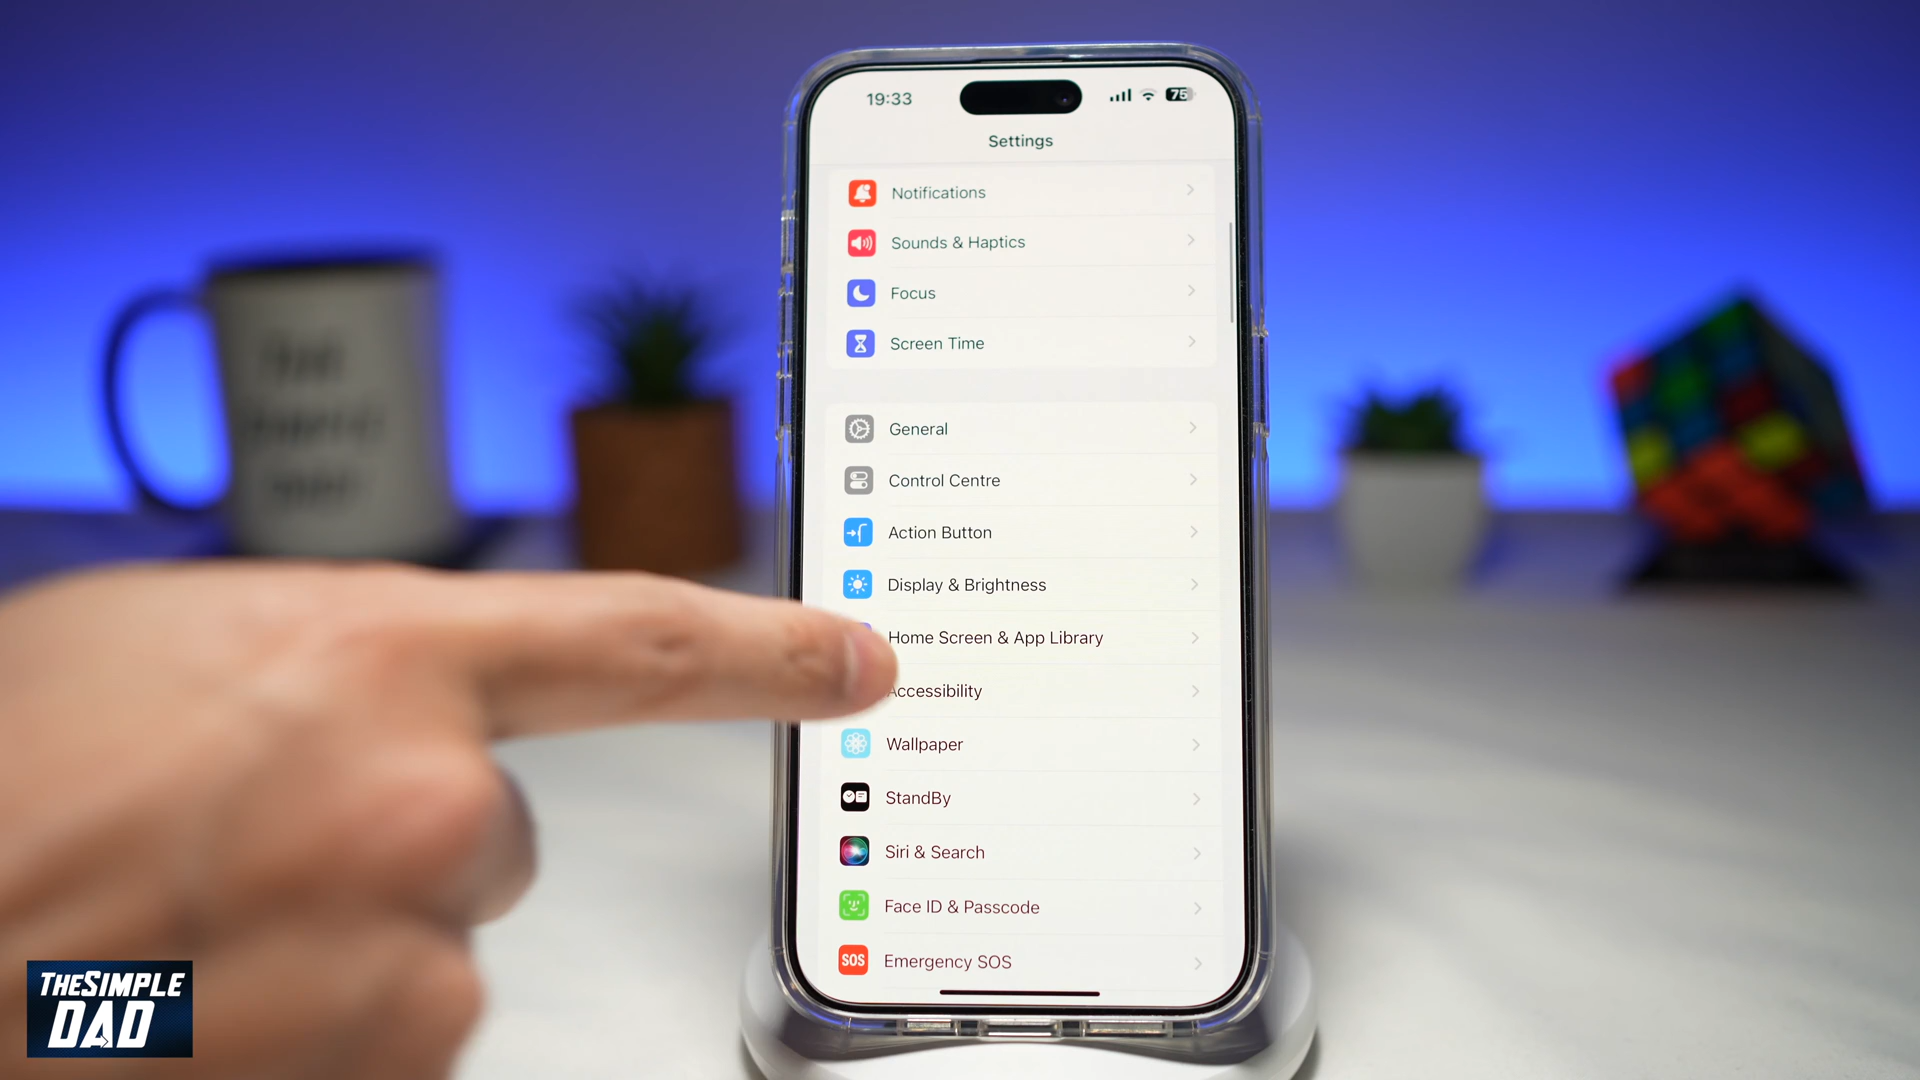 19:33
75
Settings
Notifications
Sounds & Haptics
Focus
Screen Time
General
Control Centre
Action Button
Display & Brightness
Home Screen & App Library
Accessibility
Wallpaper
StandBy
Siri & Search
Face ID & Passcode
SOS
Emergency SOS
THESIMPLE
DAD